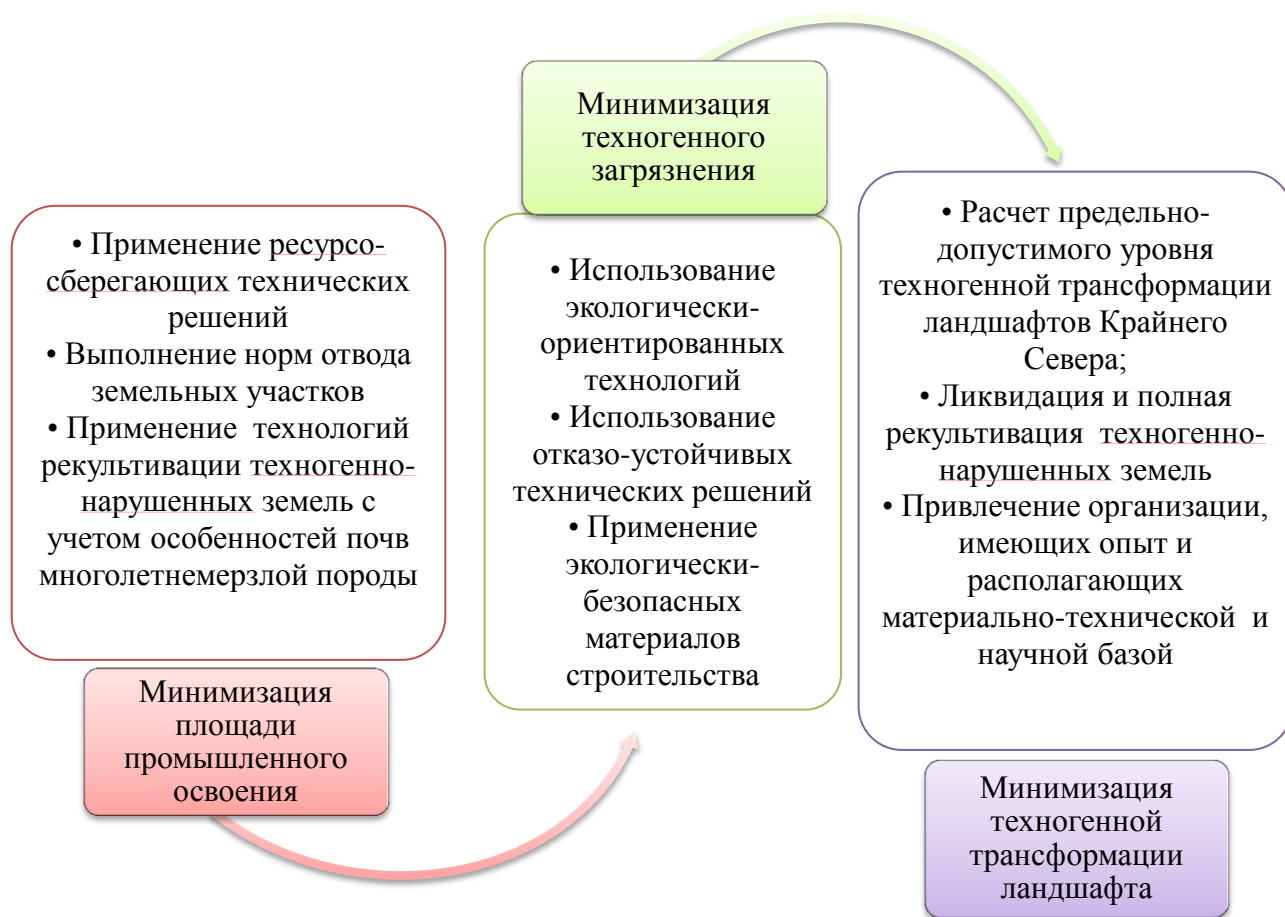 • Применение ресурсо-
сберегающих технических
решений
• Выполнение норм отвода
земельных участков
• Применение технологий
рекультивации техногенно-
нарушенных земель с
учетом особенностей почв
многолетнемерзлой породы
Минимизация
площади
промышленного
освоения
Минимизация
техногенного
загрязнения
• Использование
экологически-
ориентированных
технологий
• Использование
отказо-устойчивых
технических решений
• Применение
экологически-
безопасных
материалов
строительства
• Расчет предельно-
допустимого уровня
техногенной трансформации
ландшафтов Крайнего
Севера;
• Ликвидация и полная
рекультивация техногенно-
нарушенных земель
• Привлечение организации,
имеющих опыт и
располагающих
материально-технической и
научной базой
Минимизация
техногенной
трансформации
ландшафта